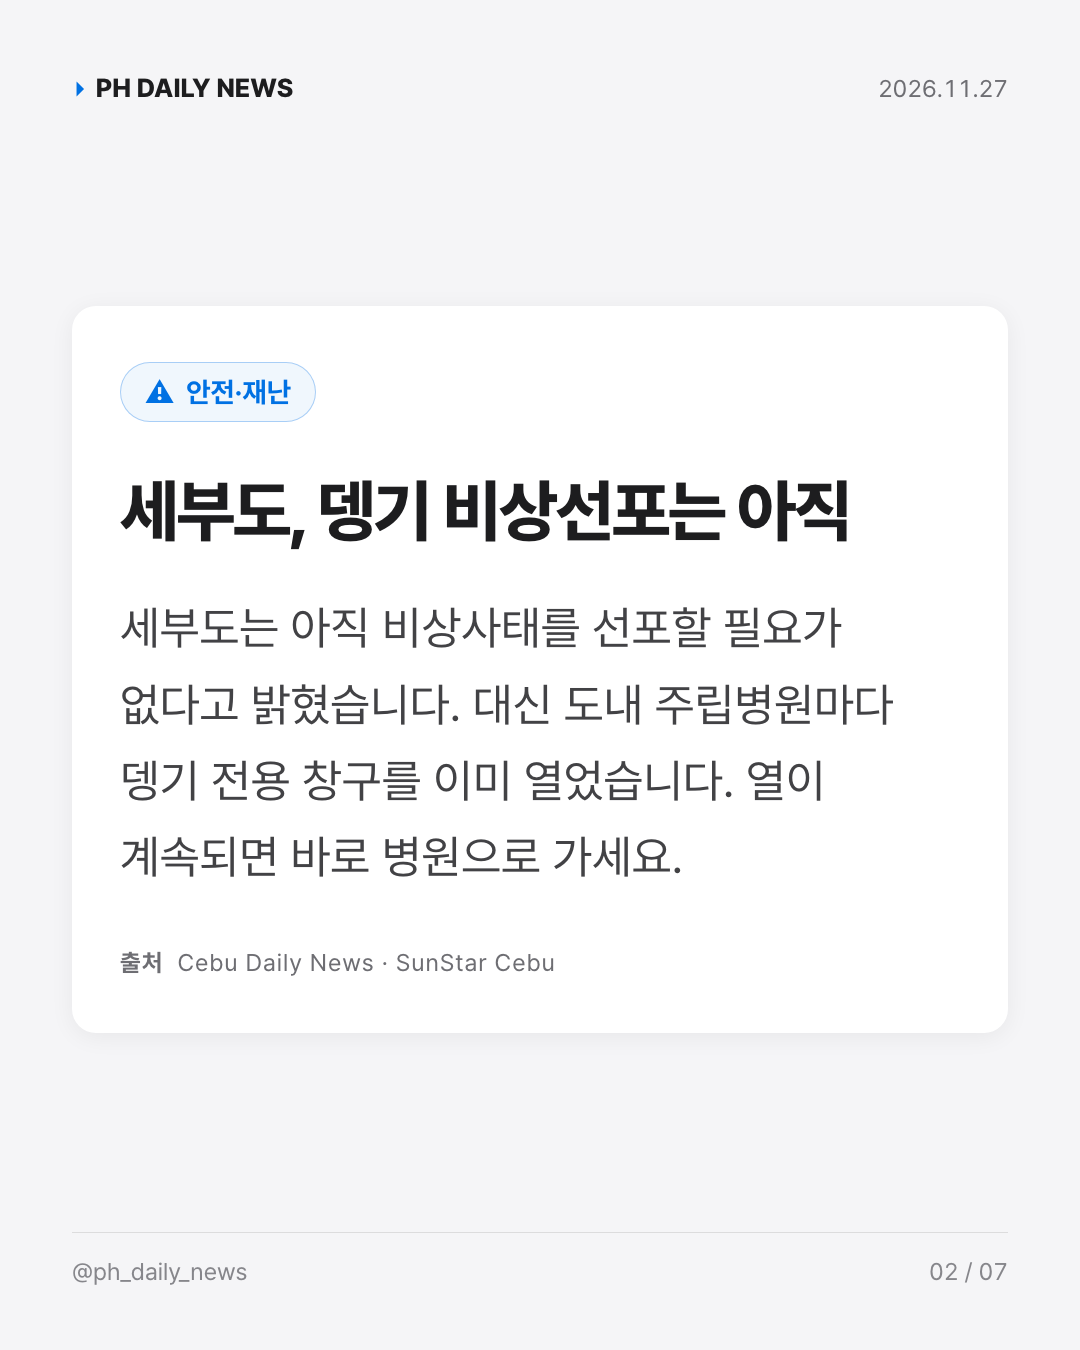 PH DAILY NEWS
2026.11.27
안전·재난
세부도, 뎅기 비상선포는 아직
세부도는 아직 비상사태를 선포할 필요가
없다고 밝혔습니다. 대신 도내 주립병원마다
뎅기 전용 창구를 이미 열었습니다. 열이
계속되면 바로 병원으로 가세요.
출처 Cebu Daily News · SunStar Cebu
@ph_daily_news
02 / 07